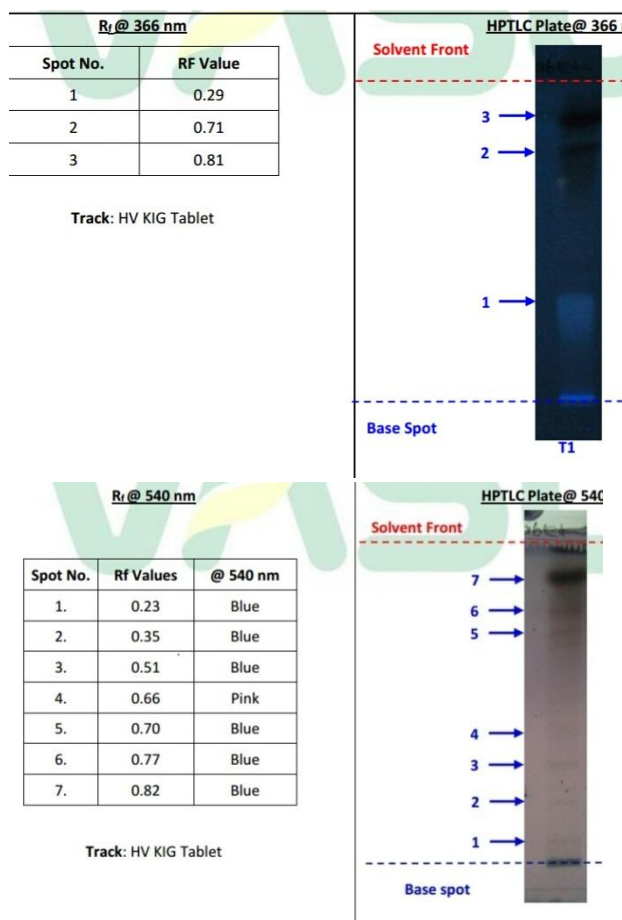 Rf @ 366 nm
HPTLC Plate@ 366
Solvent Front
Spot No. RF Value
1 0.29
2 0.71
3 0.81
Track: HV KIG Tablet
3
2
1
Base Spot
T1
Rf @ 540 nm
HPTLC Plate@ 540
Solvent Front
Spot No. Rf Values @ 540 nm
1. 0.23 Blue
2. 0.35 Blue
3. 0.51 Blue
4. 0.66 Pink
5. 0.70 Blue
6. 0.77 Blue
7. 0.82 Blue
Track: HV KIG Tablet
7
6
5
4
3
2
1
Base spot